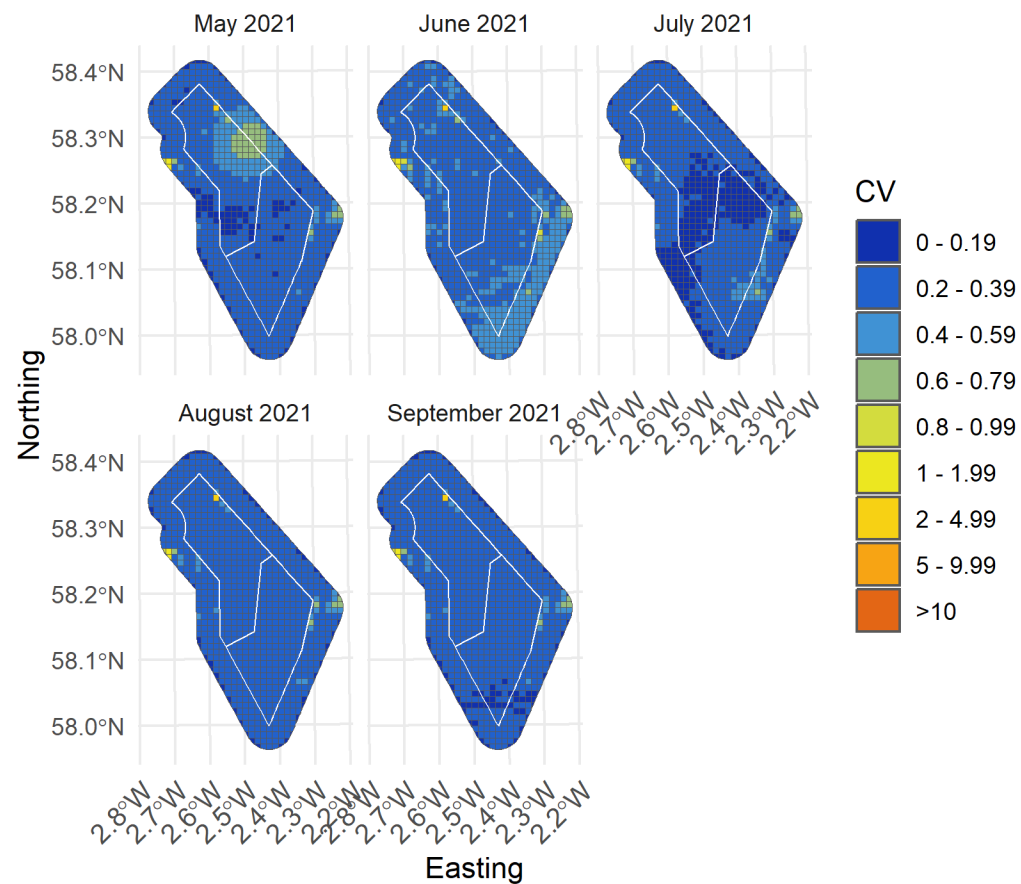 May 2021
June 2021
July 2021
58.4°N
58.3°N
58.2°N
58.1°N
58.0°N
2.8°W
2.7°W
2.6°W
2.5°W
2.4°W
2.3°W
2.2°W
Northing
August 2021
September 2021
58.4°N
58.3°N
58.2°N
58.1°N
58.0°N
2.8°W
2.7°W
2.6°W
2.5°W
2.4°W
2.3°W
2.2°W
2.8°W
2.7°W
2.6°W
2.5°W
2.4°W
2.3°W
2.2°W
Easting
CV
0 - 0.19
0.2 - 0.39
0.4 - 0.59
0.6 - 0.79
0.8 - 0.99
1 - 1.99
2 - 4.99
5 - 9.99
>10